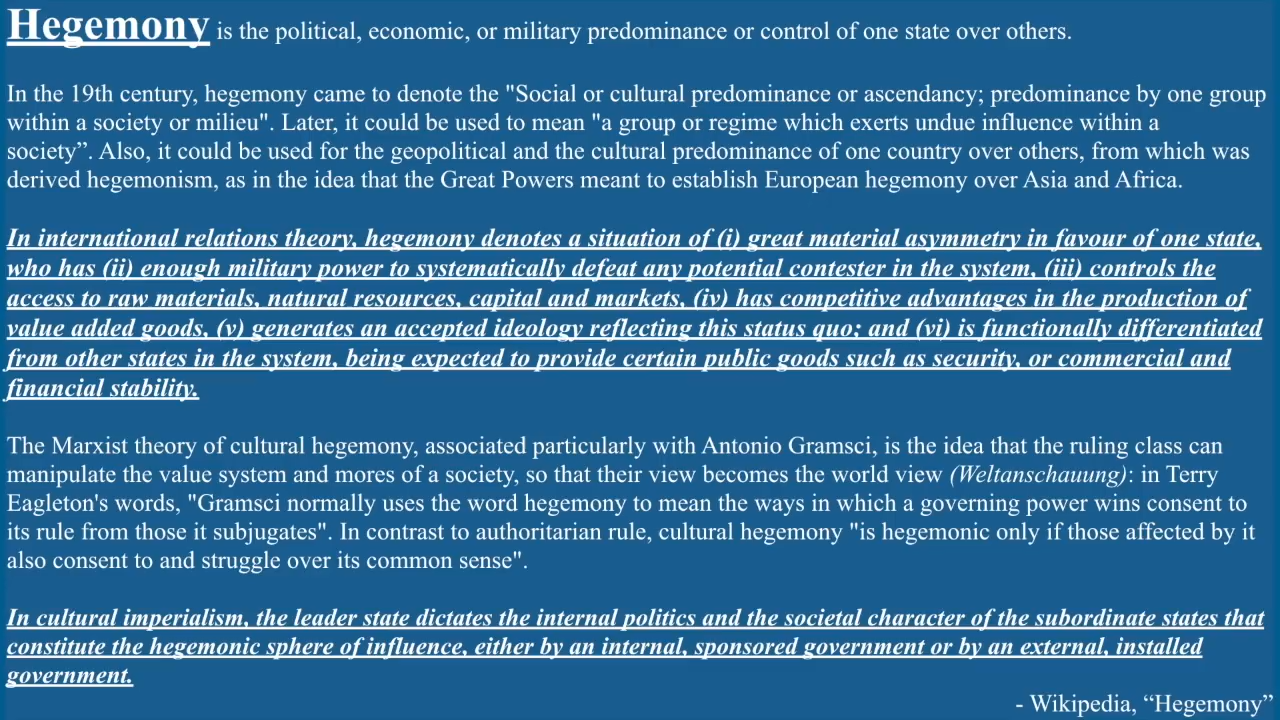 Hegemony is the political, economic, or military predominance or control of one state over others.
In the 19th century, hegemony came to denote the "Social or cultural predominance or ascendancy; predominance by one group
within a society or milieu". Later, it could be used to mean "a group or regime which exerts undue influence within a
society”. Also, it could be used for the geopolitical and the cultural predominance of one country over others, from which was
derived hegemonism, as in the idea that the Great Powers meant to establish European hegemony over Asia and Africa.
In international relations theory, hegemony denotes a situation of (i) great material asymmetry in favour of one state,
who has (ii) enough military power to systematically defeat any potential contester in the system, (iii) controls the
access to raw materials, natural resources, capital and markets, (iv) has competitive advantages in the production of
value added goods, (v) generates an accepted ideology reflecting this status quo; and (vi) is functionally differentiated
from other states in the system, being expected to provide certain public goods such as security, or commercial and
financial stability.
The Marxist theory of cultural hegemony, associated particularly with Antonio Gramsci, is the idea that the ruling class can
manipulate the value system and mores of a society, so that their view becomes the world view (Weltanschauung): in Terry
Eagleton's words, "Gramsci normally uses the word hegemony to mean the ways in which a governing power wins consent to
its rule from those it subjugates". In contrast to authoritarian rule, cultural hegemony "is hegemonic only if those affected by it
also consent to and struggle over its common sense".
In cultural imperialism, the leader state dictates the internal politics and the societal character of the subordinate states that
constitute the hegemonic sphere of influence, either by an internal, sponsored government or by an external, installed
government.
- Wikipedia, “Hegemony”